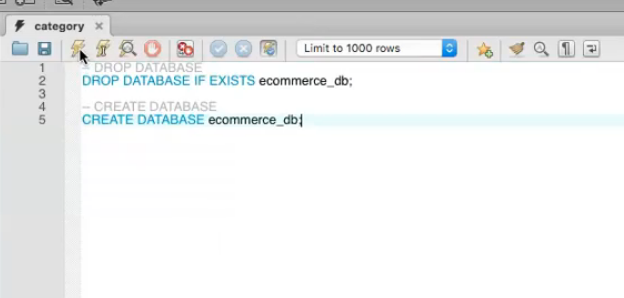 category
Limit to 1000 rows
1 -- DROP DATABASE
2 DROP DATABASE IF EXISTS ecommerce_db;
3
4 -- CREATE DATABASE
5 CREATE DATABASE ecommerce_db;